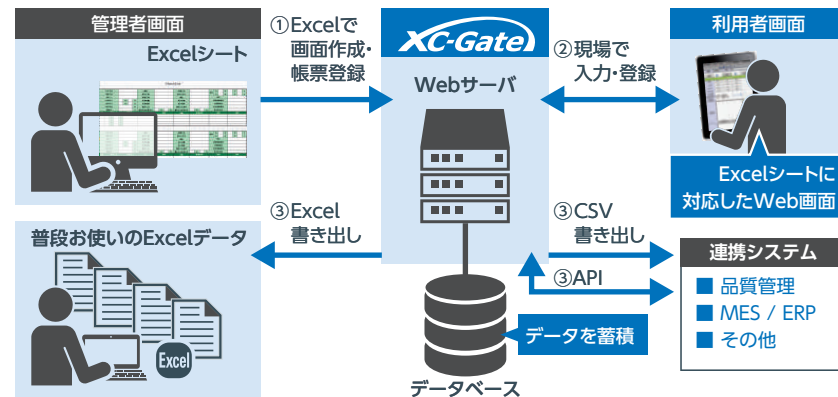 管理者画面
Excelシート
①Excelで
画面作成・
帳票登録
XC-Gate
Webサーバ
②現場で
入力・登録
利用者画面
Excelシートに
対応したWeb画面
普段お使いのExcelデータ
Excel
③Excel
書き出し
③CSV
書き出し
③API
データを蓄積
データベース
連携システム
■ 品質管理
■ MES / ERP
■ その他